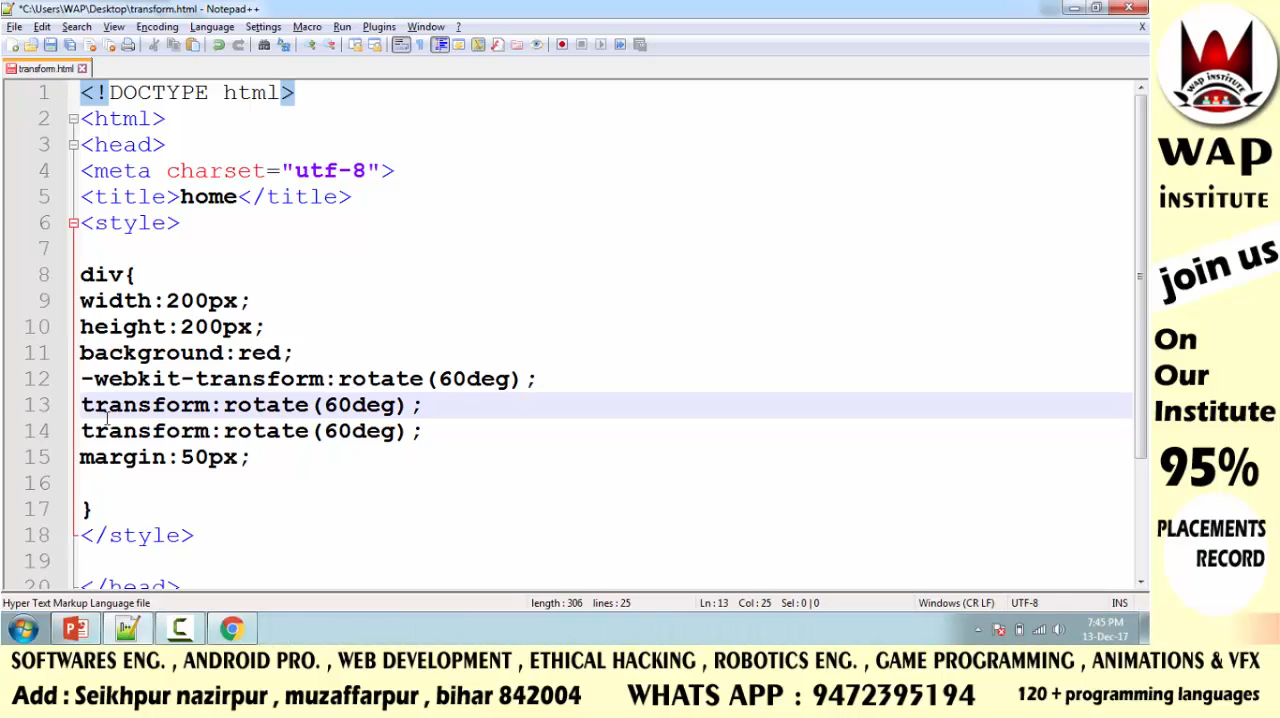 *C:\Users\WAP\Desktop\transform.html - Notepad++
File Edit Search View Encoding Language Settings Macro Run Plugins Window ?
X
transform.html
1 <!DOCTYPE html>
2 <html>
3 <head>
4 <meta charset="utf-8">
5 <title>home</title>
6 <style>
7
8 div{
9 width:200px;
10 height:200px;
11 background:red;
12 -webkit-transform:rotate(60deg);
13 transform:rotate(60deg);
14 transform:rotate(60deg);
15 margin:50px;
16
17 }
18 </style>
19
20 </head>
Hyper Text Markup Language file length : 306 lines : 25 Ln : 13 Col : 25 Sel : 0 | 0 Windows (CR LF) UTF-8 INS
7:45 PM
13-Dec-17
WAP INSTITUTE
WAP
iNSTiTUTE
join us
On
Our
Institute
95%
PLACEMENTS
RECORD
SOFTWARES ENG. , ANDROID PRO. , WEB DEVELOPMENT , ETHICAL HACKING , ROBOTICS ENG. , GAME PROGRAMMING , ANIMATIONS & VFX
Add : Seikhpur nazirpur , muzaffarpur , bihar 842004 WHATS APP : 9472395194 120 + programming languages